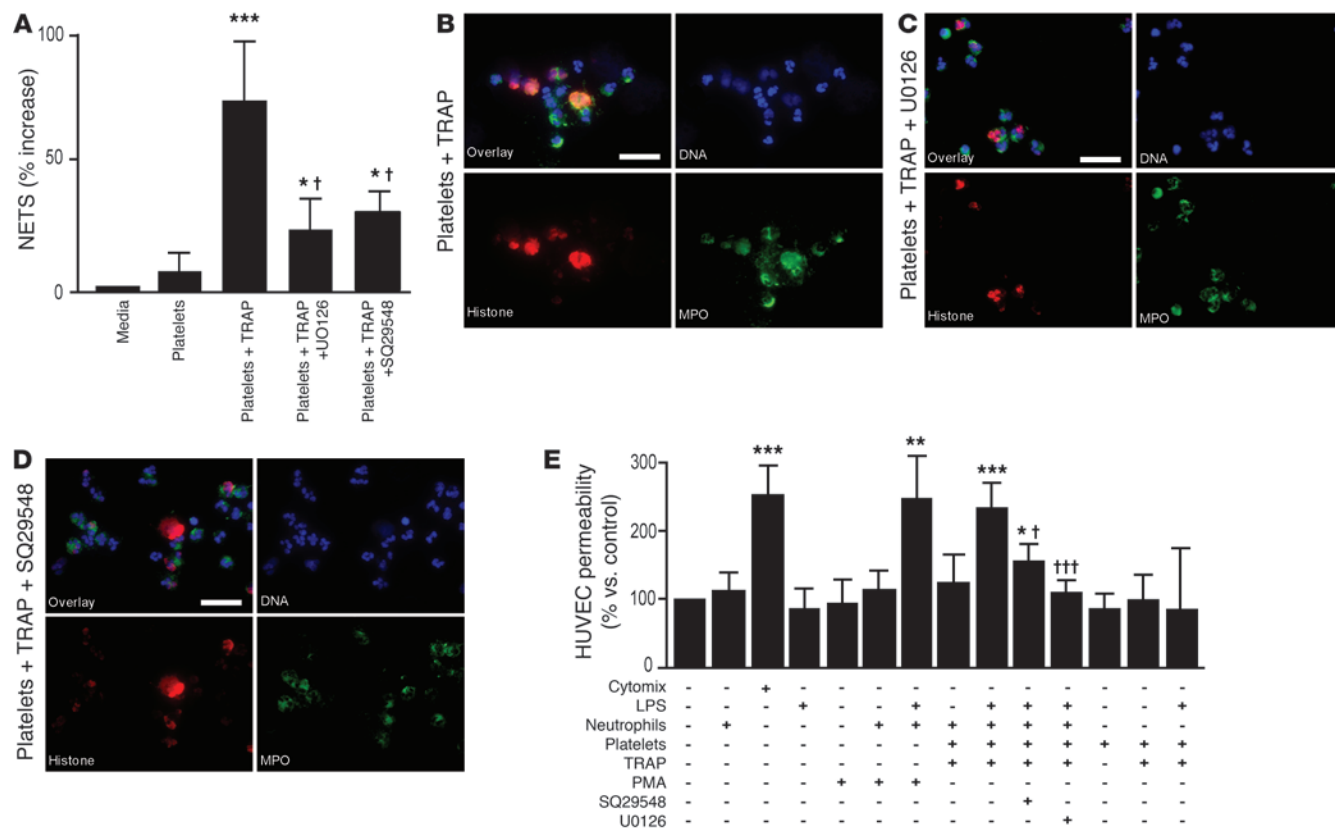 A
NETS (% increase)
100
50
0
***
* †
* †
Media
Platelets
Platelets + TRAP
Platelets + TRAP
+UO126
Platelets + TRAP
+SQ29548
B
Platelets + TRAP
Overlay
DNA
Histone
MPO
C
Platelets + TRAP + U0126
Overlay
DNA
Histone
MPO
D
Platelets + TRAP + SQ29548
Overlay
DNA
Histone
MPO
E
HUVEC permeability
(% vs. control)
300
200
100
0
***
**
***
* †
†††
Cytomix - - + - - - - - - - - - - -
LPS - - - + - - + - + + + - - +
Neutrophils - + - - - + + + + + + - - -
Platelets - - - - - - - + + + + + + +
TRAP - - - - - - - + + + + - + +
PMA - - - - + + + - - - - - - -
SQ29548 - - - - - - - - - + - - - -
U0126 - - - - - - - - - - + - - -